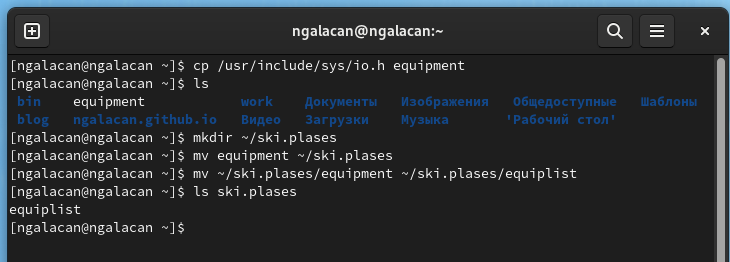 ngalacan@ngalacan:~
[ngalacan@ngalacan ~]$ cp /usr/include/sys/io.h equipment
[ngalacan@ngalacan ~]$ ls
bin equipment work Документы Изображения Общедоступные Шаблоны
blog ngalacan.github.io Видео Загрузки Музыка 'Рабочий стол'
[ngalacan@ngalacan ~]$ mkdir ~/ski.plases
[ngalacan@ngalacan ~]$ mv equipment ~/ski.plases
[ngalacan@ngalacan ~]$ mv ~/ski.plases/equipment ~/ski.plases/equiplist
[ngalacan@ngalacan ~]$ ls ski.plases
equiplist
[ngalacan@ngalacan ~]$